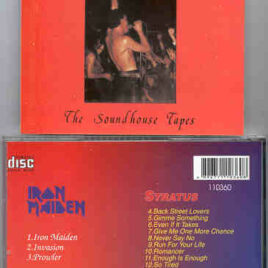 The Soundhouse Tapes
disc
110360
IRON
MAIDEN
STRATUS
1.Iron Maiden
2.Invasion
3.Prowler
4.Back Street Lovers
5.Gimme Something
6.Even If It Takes
7.Give Me One More Chance
8.Never Say No
9.Run For Your Life
10.Romancer
11.Enough Is Enough
12.So Tired